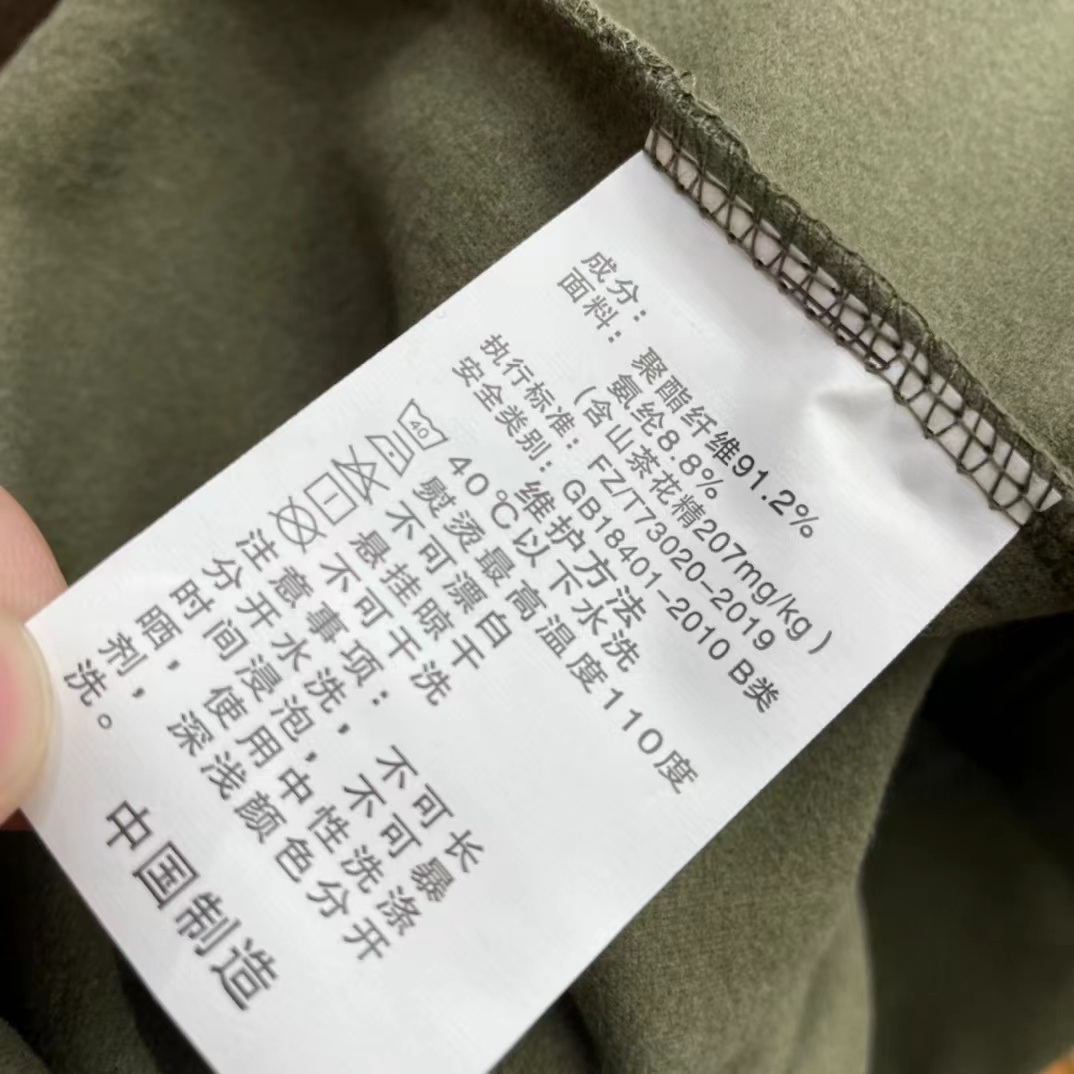 成分：
面料： 聚酯纤维91.2%
氨纶8.8%
（含山茶花精207mg/kg）
执行标准：FZ/T73020-2019
安全类别：GB18401-2010 B类
维护方法
40 40℃以下水洗
熨烫最高温度110度
不可漂白
悬挂晾干
不可干洗
注意事项：
分开水洗，不可长
时间浸泡，不可暴
晒，使用中性洗涤
剂，深浅颜色分开
洗。
中国制造